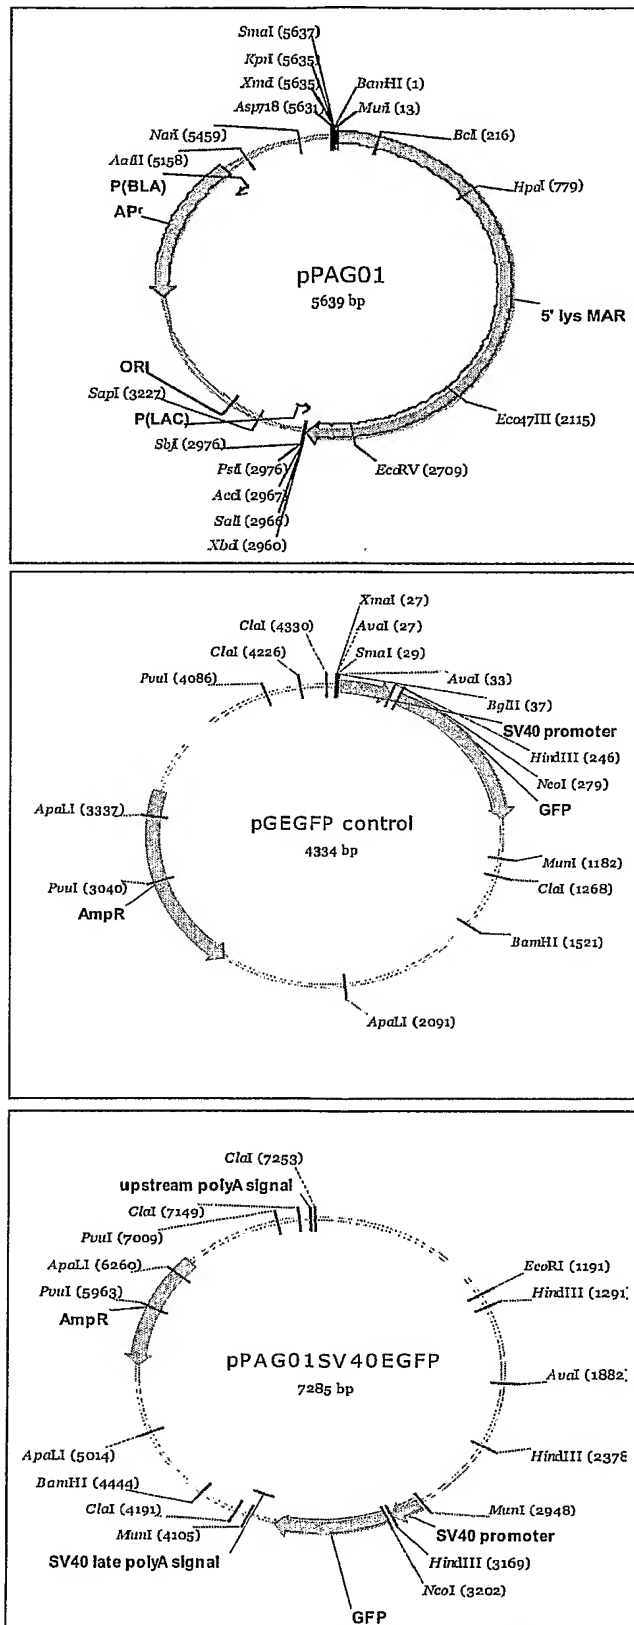 SmaI (5637)
KpnI (5635)
XmaI (5635)
Asp718 (5631)
BamHI (1)
MunI (13)
NarI (5459)
BclI (216)
AatII (5158)
HpaI (779)
P(BLA)
APr
pPAG01
5639 bp
5' lys MAR
ORI
SapI (3227)
P(LAC)
SbfI (2976)
Eco47III (2115)
PstI (2976)
EcoRV (2709)
AccI (2967)
SalI (2966)
XbaI (2960)
XmaI (27)
ClaI (4330)
AvaI (27)
ClaI (4226)
SmaI (29)
PvuI (4086)
AvaI (33)
BglII (37)
SV40 promoter
HindIII (246)
NcoI (279)
GFP
ApaLI (3337)
pGEGFP control
4334 bp
MunI (1182)
PvuI (3040)
ClaI (1268)
AmpR
BamHI (1521)
ApaLI (2091)
ClaI (7253)
upstream polyA signal
ClaI (7149)
PvuI (7009)
ApaLI (6260)
EcoRI (1191)
PvuI (5963)
HindIII (1291)
AmpR
pPAG01SV40EGFP
7285 bp
AvaI (1882)
ApaLI (5014)
HindIII (2378
BamHI (4444)
ClaI (4191)
MunI (2948)
MunI (4105)
SV40 promoter
SV40 late polyA signal
HindIII (3169)
NcoI (3202)
GFP